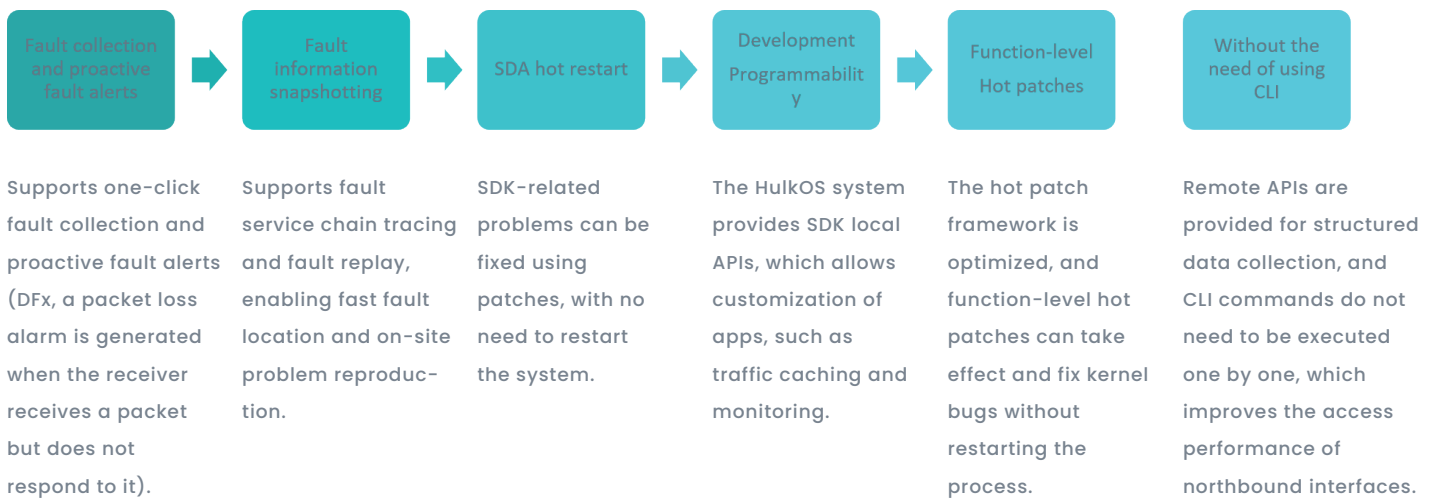 Fault collection
and proactive
fault alerts
Fault
information
snapshotting
SDA hot restart
Development
Programmabilit
y
Function-level
Hot patches
Without the
need of using
CLI
Supports one-click
fault collection and
proactive fault alerts
(DFx, a packet loss
alarm is generated
when the receiver
receives a packet
but does not
respond to it).
Supports fault
service chain tracing
and fault replay,
enabling fast fault
location and on-site
problem reproduc-
tion.
SDK-related
problems can be
fixed using
patches, with no
need to restart
the system.
The HulkOS system
provides SDK local
APIs, which allows
customization of
apps, such as
traffic caching and
monitoring.
The hot patch
framework is
optimized, and
function-level hot
patches can take
effect and fix kernel
bugs without
restarting the
process.
Remote APIs are
provided for structured
data collection, and
CLI commands do not
need to be executed
one by one, which
improves the access
performance of
northbound interfaces.